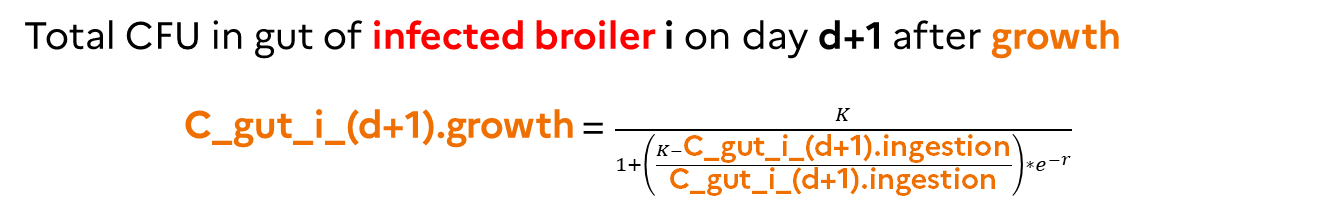 Total CFU in gut of infected broiler i on day d+1 after growth
C_gut_i_(d+1).growth = K
1+(K−C_gut_i_(d+1).ingestion
C_gut_i_(d+1).ingestion)*e−r